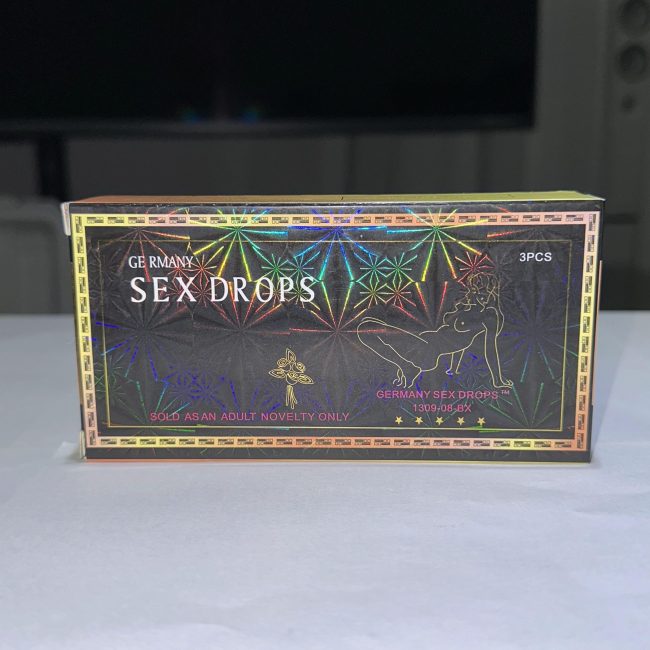 GE RMANY
SEX DROPS
3PCS
SOLD AS AN ADULT NOVELTY ONLY
GERMANY SEX DROPS™
1309-08-BX